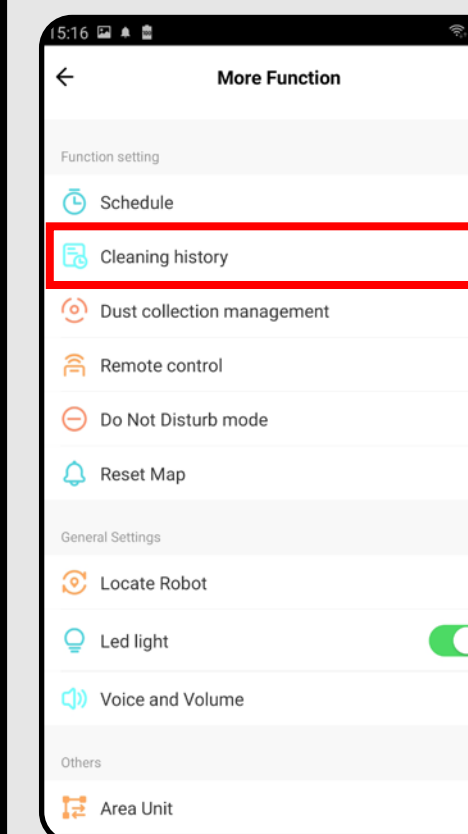 15:16
More Function
Function setting
Schedule
Cleaning history
Dust collection management
Remote control
Do Not Disturb mode
Reset Map
General Settings
Locate Robot
Led light
Voice and Volume
Others
Area Unit